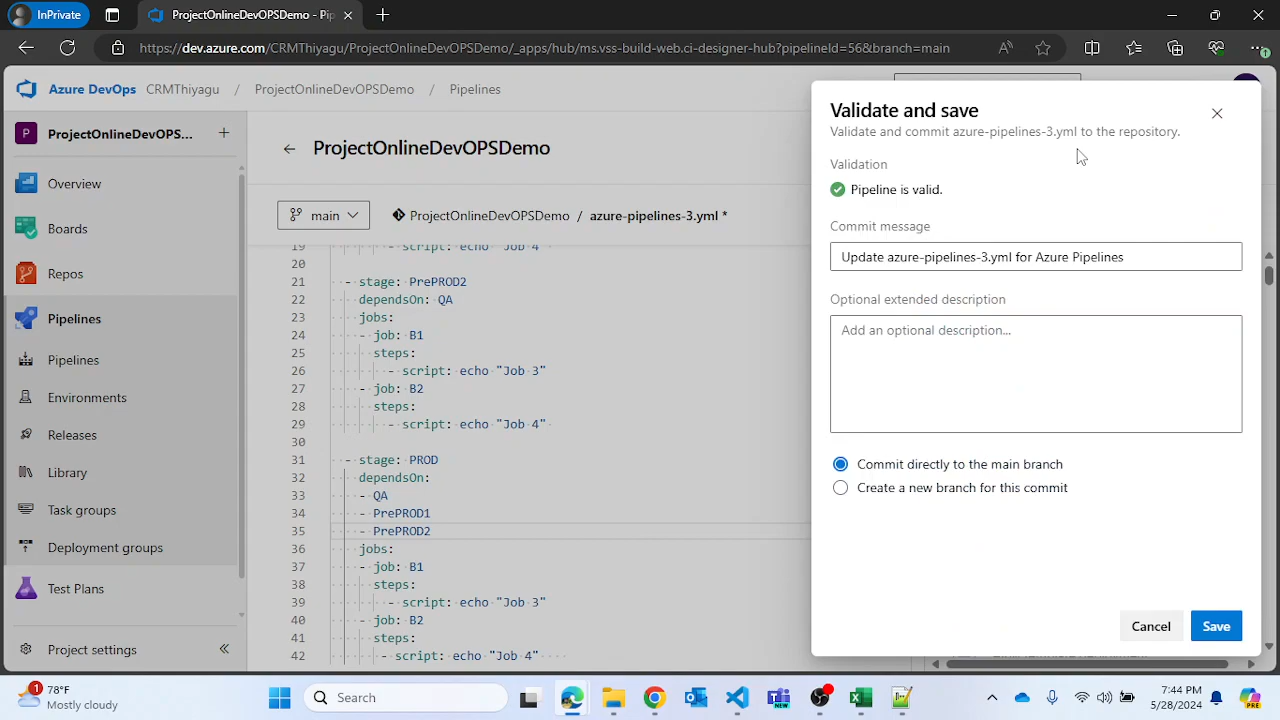 InPrivate
ProjectOnlineDevOPSDemo - Pip
https://dev.azure.com/CRMThiyagu/ProjectOnlineDevOPSDemo/_apps/hub/ms.vss-build-web.ci-designer-hub?pipelineId=56&branch=main
Azure DevOps CRMThiyagu / ProjectOnlineDevOPSDemo / Pipelines
P ProjectOnlineDevOPS... +
Overview
Boards
Repos
Pipelines
Pipelines
Environments
Releases
Library
Task groups
Deployment groups
Test Plans
Project settings
ProjectOnlineDevOPSDemo
main ProjectOnlineDevOPSDemo / azure-pipelines-3.yml *
19 - script: echo "Job 4"
20
21 - stage: PrePROD2
22 dependsOn: QA
23 jobs:
24 - job: B1
25 steps:
26 - script: echo "Job 3"
27 - job: B2
28 steps:
29 - script: echo "Job 4"
30
31 - stage: PROD
32 dependsOn:
33 - QA
34 - PrePROD1
35 - PrePROD2
36 jobs:
37 - job: B1
38 steps:
39 - script: echo "Job 3"
40 - job: B2
41 steps:
42 - script: echo "Job 4"
Validate and save
Validate and commit azure-pipelines-3.yml to the repository.
Validation
Pipeline is valid.
Commit message
Update azure-pipelines-3.yml for Azure Pipelines
Optional extended description
Add an optional description...
Commit directly to the main branch
Create a new branch for this commit
Cancel Save
1
78°F
Mostly cloudy
Search
NEW
7:44 PM
5/28/2024
PRE